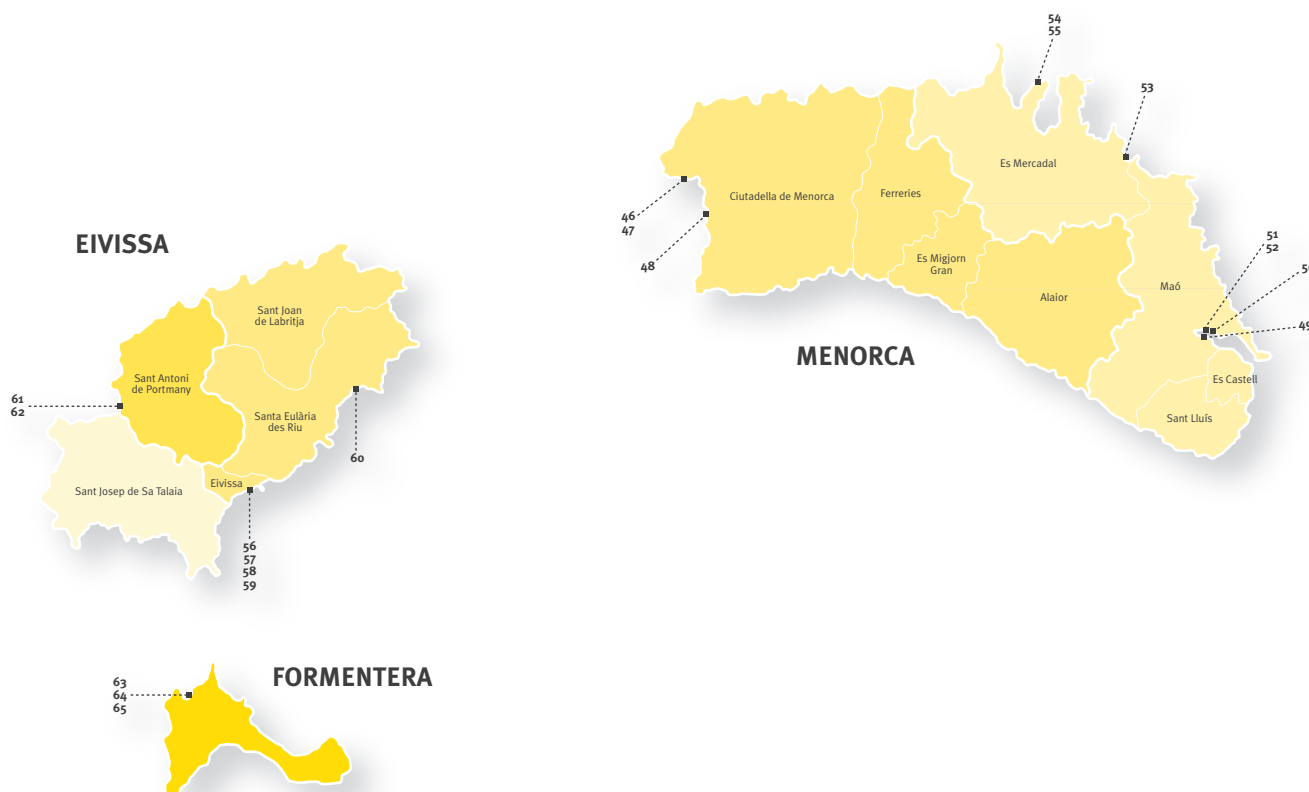 54
55
53
Es Mercadal
Ciutadella de Menorca
Ferreries
46
47
48
51
52
49
EIVISSA
Es Migjorn
Gran
Alaior
Maó
MENORCA
Es Castell
Sant Lluís
Sant Joan
de Labritja
Sant Antoni
de Portmany
61
62
Santa Eulària
des Riu
60
Eivissa
Sant Josep de Sa Talaia
56
57
58
59
FORMENTERA
63
64
65